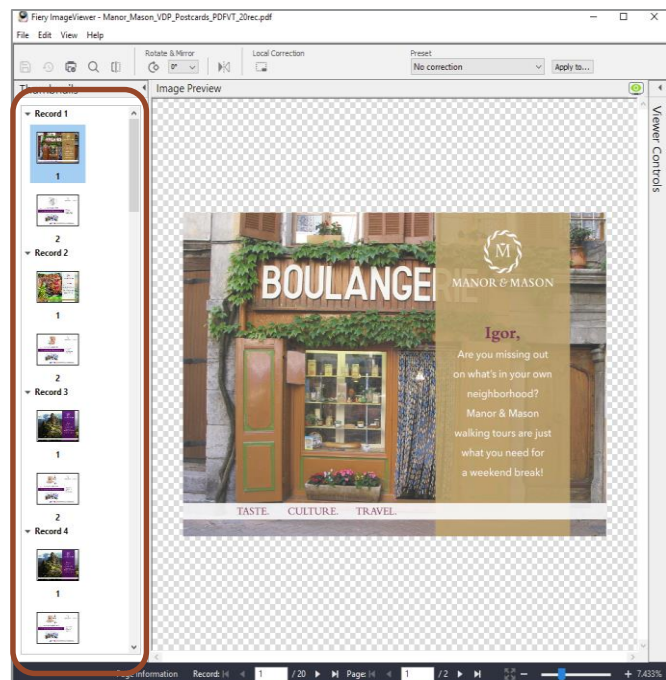 Fiery ImageViewer - Manor_Mason_VDP_Postcards_PDFVT_20rec.pdf
File Edit View Help
Rotate & Mirror
Local Correction
Preset
0°
No correction
Apply to...
Thumbnails
Image Preview
Viewer Controls
Record 1
1
2
Record 2
1
2
Record 3
1
2
Record 4
1
BOULANGERIE
M
MANOR & MASON
Igor,
Are you missing out
on what's in your own
neighborhood?
Manor & Mason
walking tours are just
what you need for
a weekend break!
TASTE. CULTURE. TRAVEL.
Page Information Record: 1 / 20 Page: 1 / 2 7.433%